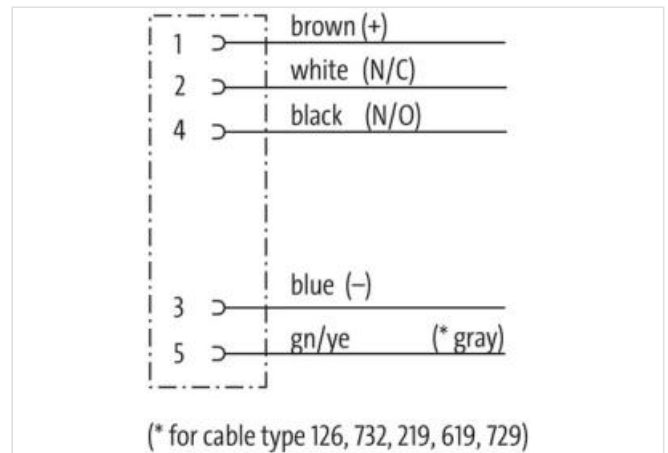 1 brown (+)
2 white (N/C)
4 black (N/O)
3 blue (–)
5 gn/ye (* gray)
(* for cable type 126, 732, 219, 619, 729)